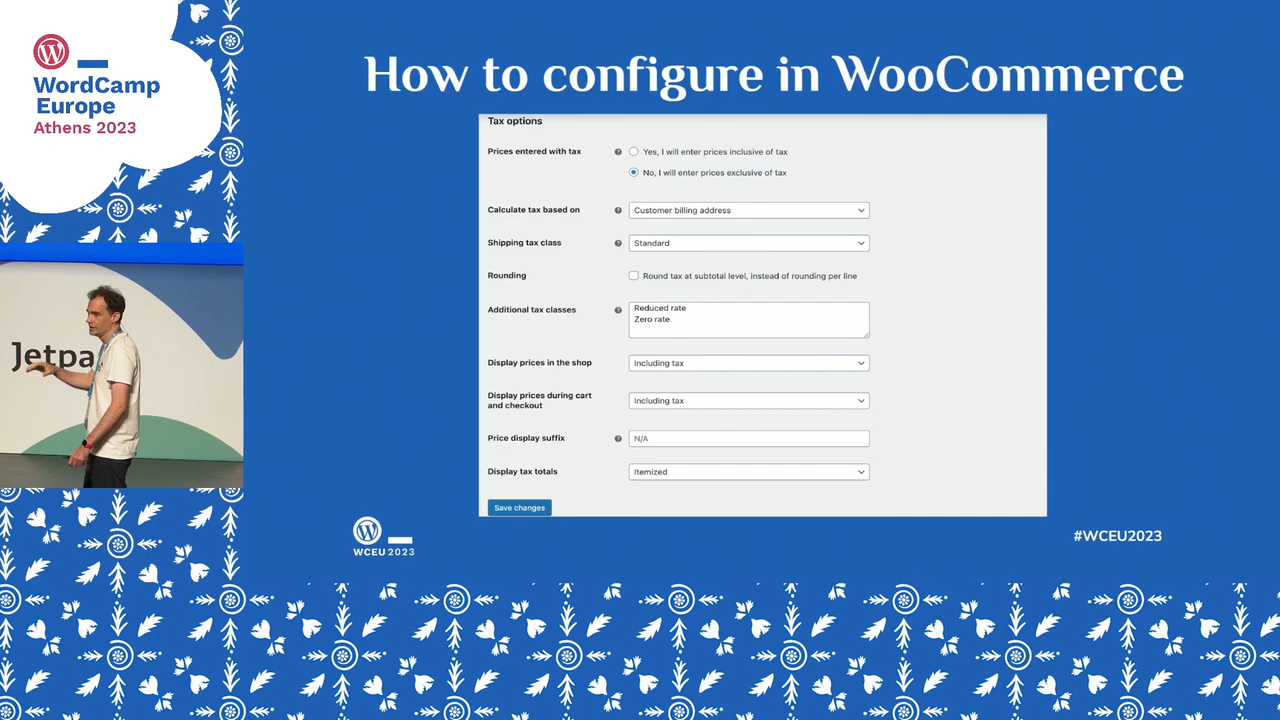 WordCamp
Europe
Athens 2023
How to configure in WooCommerce
Tax options
Prices entered with tax
Yes, I will enter prices inclusive of tax
No, I will enter prices exclusive of tax
Calculate tax based on
Customer billing address
Shipping tax class
Standard
Rounding
Round tax at subtotal level, instead of rounding per line
Additional tax classes
Reduced rate
Zero rate
Display prices in the shop
Including tax
Display prices during cart
and checkout
Including tax
Price display suffix
N/A
Display tax totals
Itemized
Save changes
Jetpa
WCEU 2023
#WCEU2023